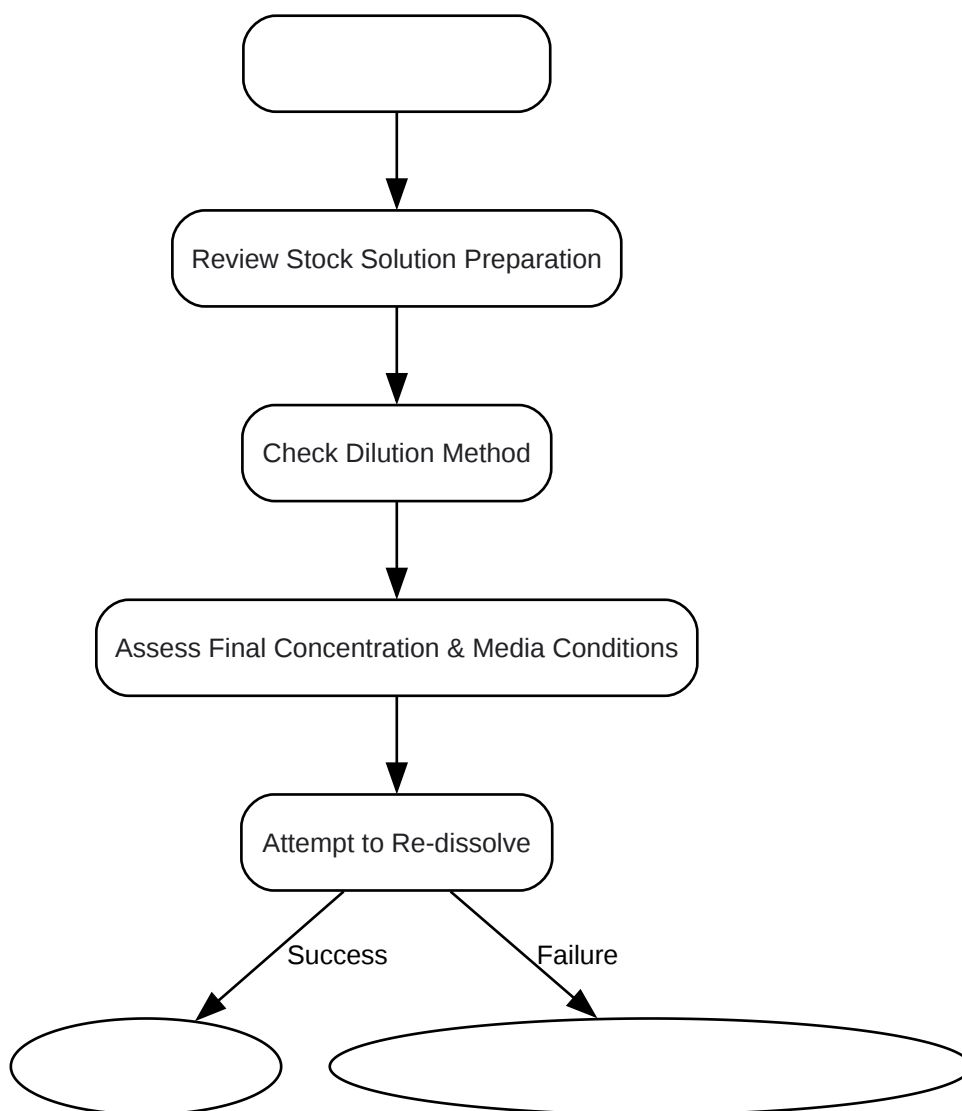 Review Stock Solution Preparation
Check Dilution Method
Assess Final Concentration & Media Conditions
Attempt to Re-dissolve
Success
Failure